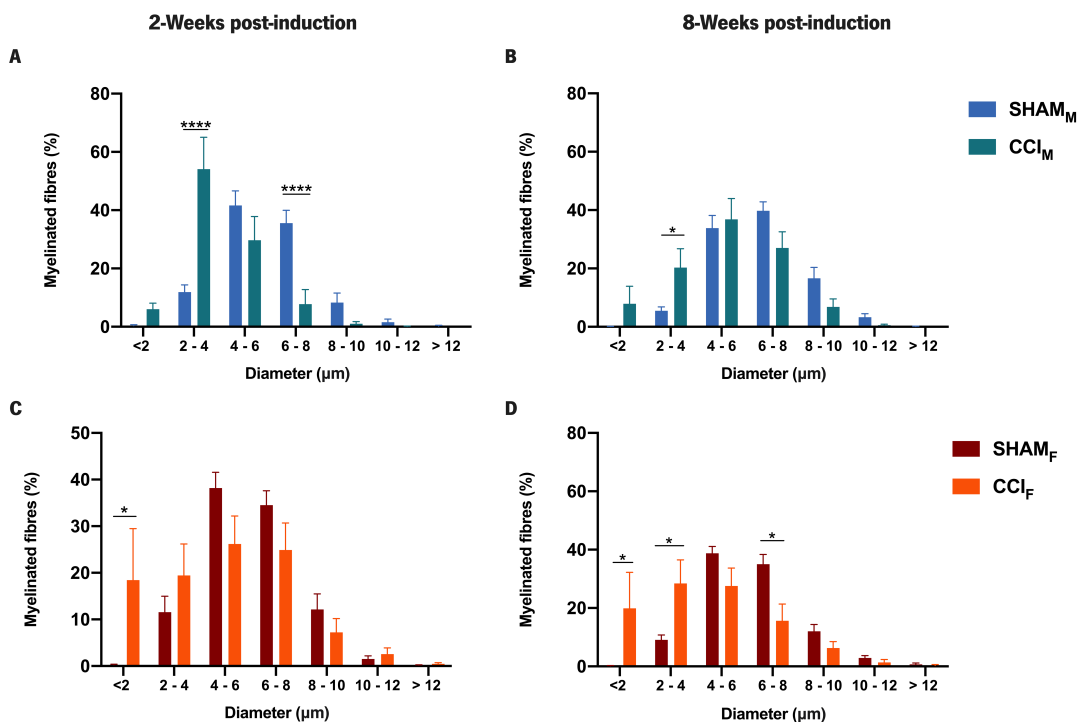 2-Weeks post-induction
8-Weeks post-induction
A
B
80
60
40
20
0
Myelinated fibres (%)
****
****
<2
2 - 4
4 - 6
6 - 8
8 - 10
10 - 12
> 12
Diameter (µm)
80
60
40
20
0
Myelinated fibres (%)
*
<2
2 - 4
4 - 6
6 - 8
8 - 10
10 - 12
> 12
Diameter (µm)
SHAMM
CCIM
C
D
50
40
30
20
10
0
Myelinated fibres (%)
*
<2
2 - 4
4 - 6
6 - 8
8 - 10
10 - 12
> 12
Diameter (µm)
80
60
40
20
0
Myelinated fibres (%)
*
*
*
<2
2 - 4
4 - 6
6 - 8
8 - 10
10 - 12
> 12
Diameter (µm)
SHAMF
CCIF